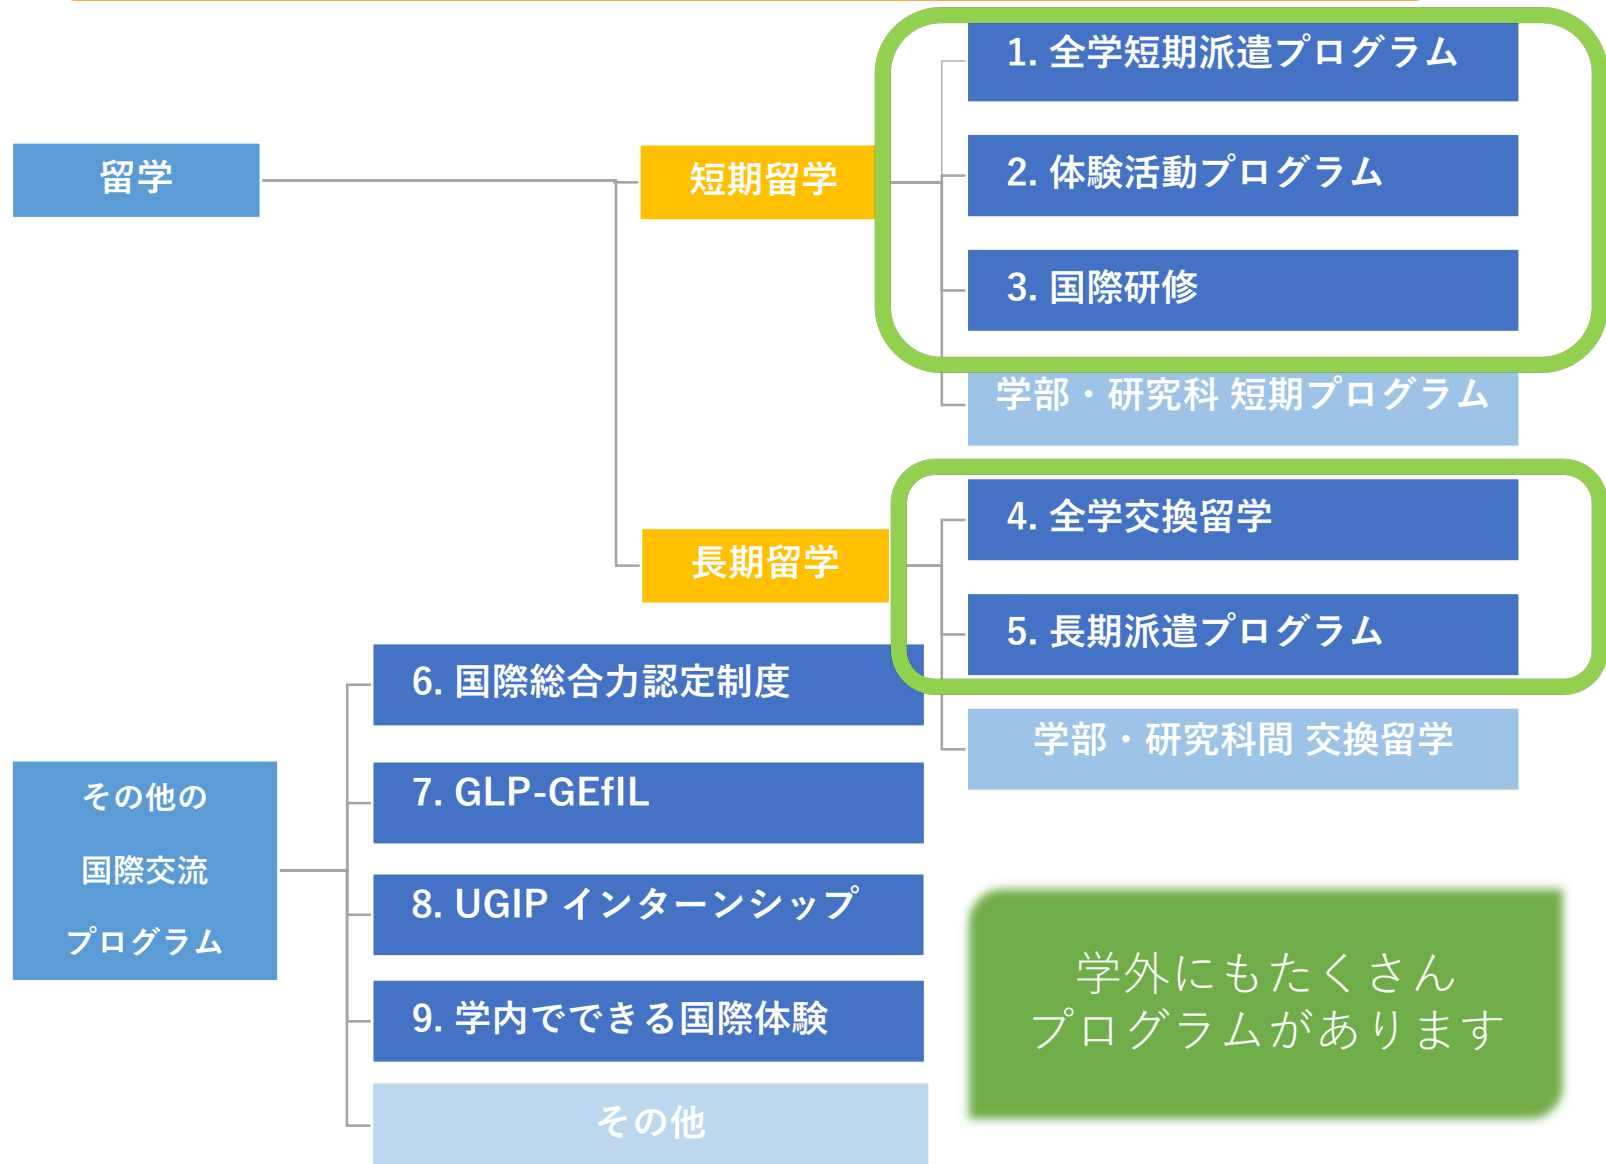 留学
短期留学
1. 全学短期派遣プログラム
2. 体験活動プログラム
3. 国際研修
学部・研究科 短期プログラム
長期留学
4. 全学交換留学
5. 長期派遣プログラム
学部・研究科間 交換留学
その他の
国際交流
プログラム
6. 国際総合力認定制度
7. GLP-GEfIL
8. UGIP インターンシップ
9. 学内でできる国際体験
その他
学外にもたくさん
プログラムがあります